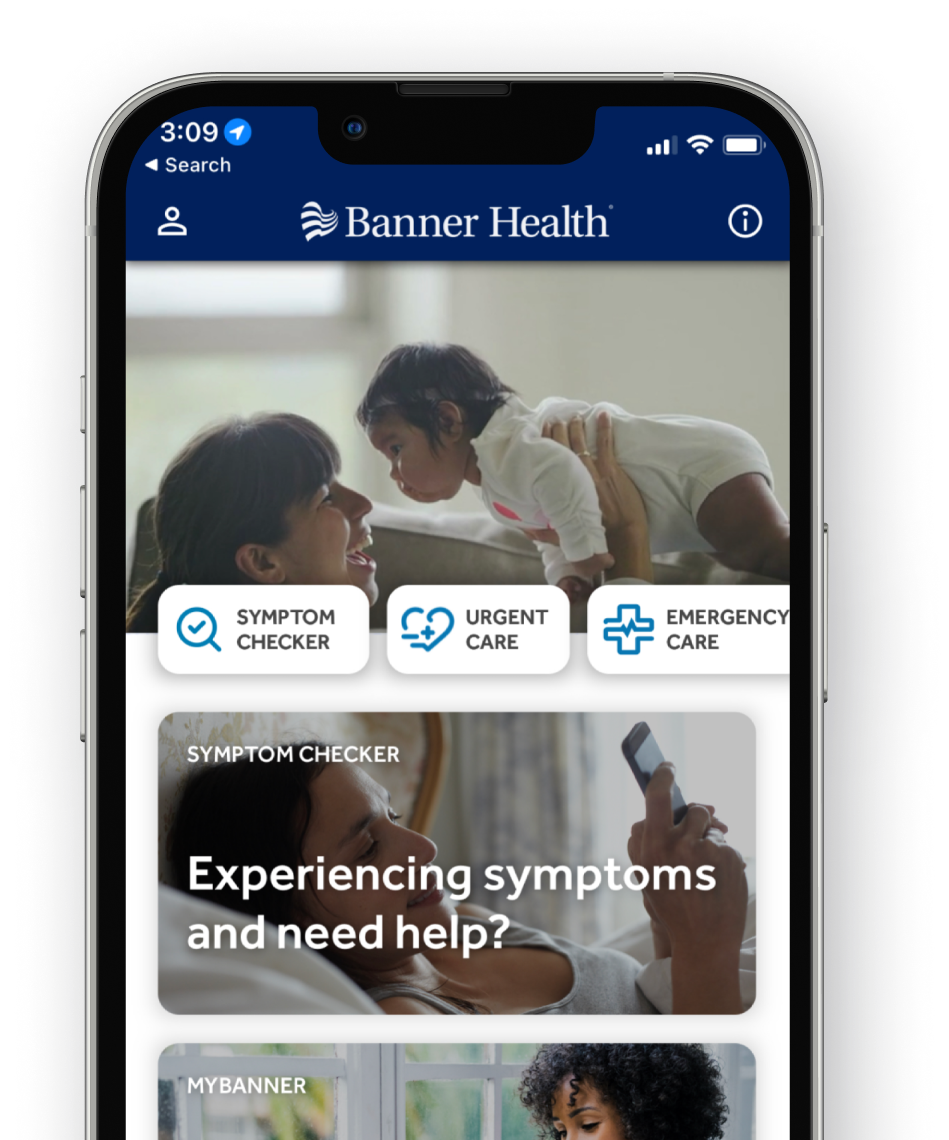 3:09
◀ Search
Banner Health
SYMPTOM
CHECKER
URGENT
CARE
EMERGENCY
CARE
SYMPTOM CHECKER
Experiencing symptoms
and need help?
MYBANNER